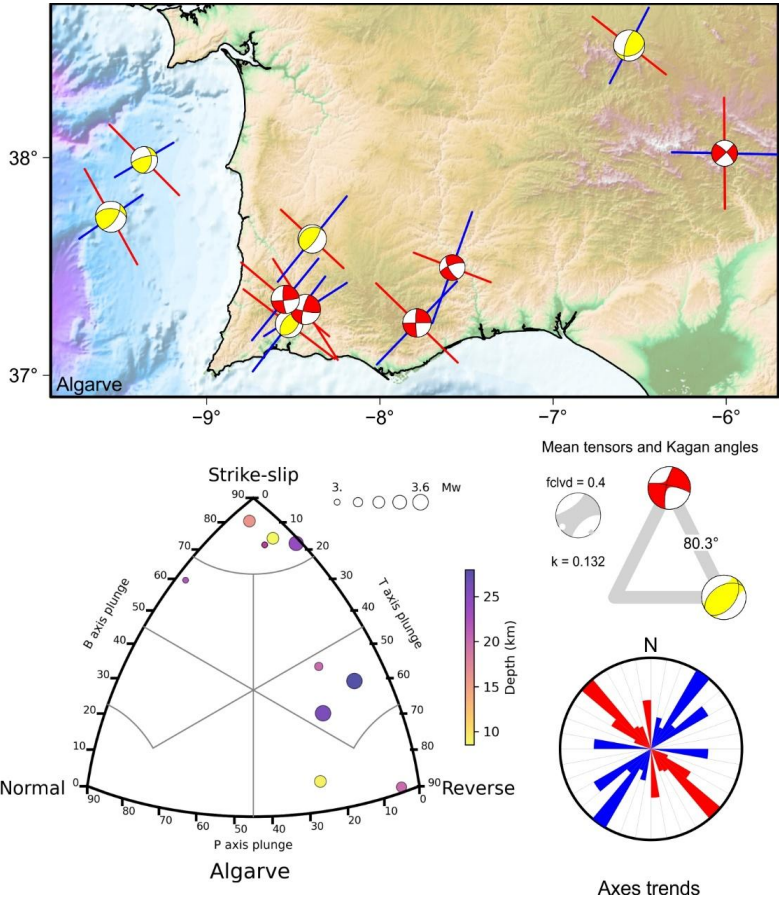 38°
37°
Algarve
−9°
−8°
−7°
−6°
Mean tensors and Kagan angles
Strike-slip
3.
3.6
Mw
fclvd = 0.4
k = 0.132
80.3°
90
0
80
10
70
20
60
30
50
40
40
50
30
60
20
70
10
80
0
90
B axis plunge
T axis plunge
25
20
15
10
Depth (km)
N
Normal
Reverse
90
80
70
60
50
40
30
20
10
0
P axis plunge
Algarve
Axes trends